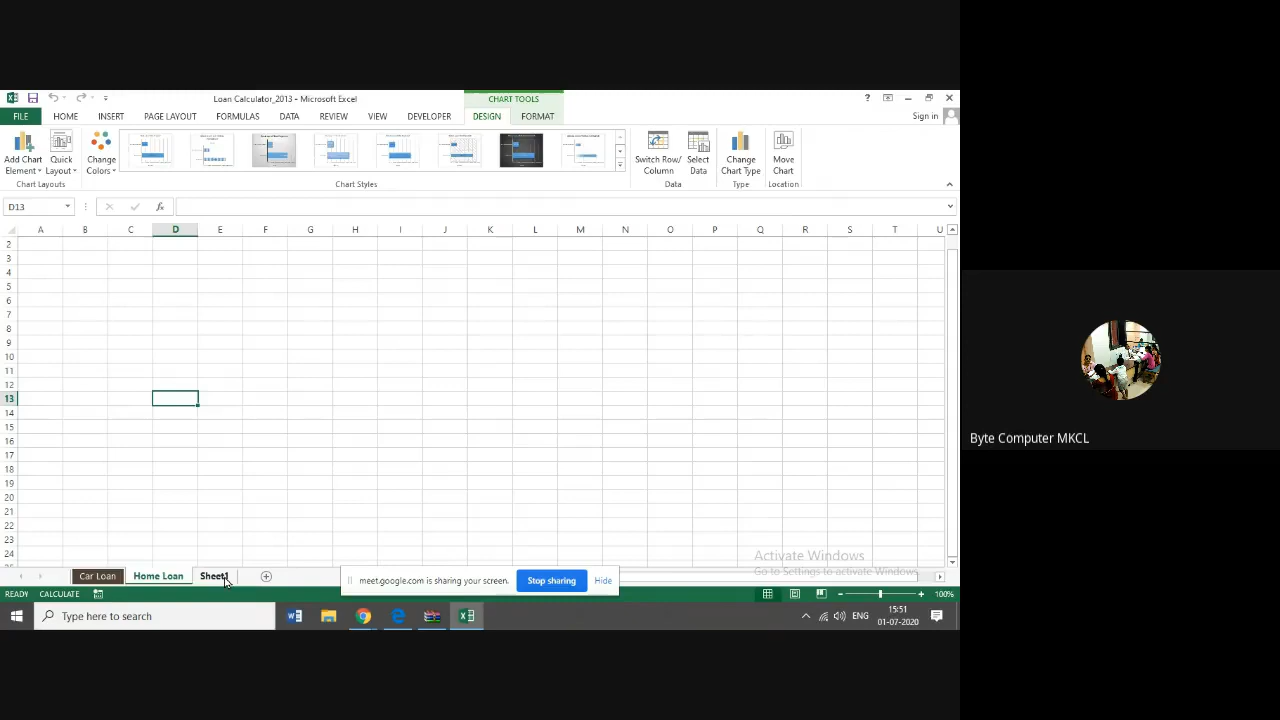 Loan Calculator_2013 - Microsoft Excel
CHART TOOLS
?
FILE HOME INSERT PAGE LAYOUT FORMULAS DATA REVIEW VIEW DEVELOPER DESIGN FORMAT Sign in
Add Chart Element Quick Layout Change Colors Switch Row/ Column Select Data Change Chart Type Move Chart
Chart Layouts Chart Styles Data Type Location
D13 fx
A B C D E F G H I J K L M N O P Q R S T U
2
3
4
5
6
7
8
9
10
11
12
13
14
15
16
17
18
19
20
21
22
23
24
Activate Windows
Go to Settings to activate Windows.
Car Loan Home Loan Sheet1
meet.google.com is sharing your screen. Stop sharing Hide
READY CALCULATE 100%
Type here to search
ENG
15:51
01-07-2020
Byte Computer MKCL